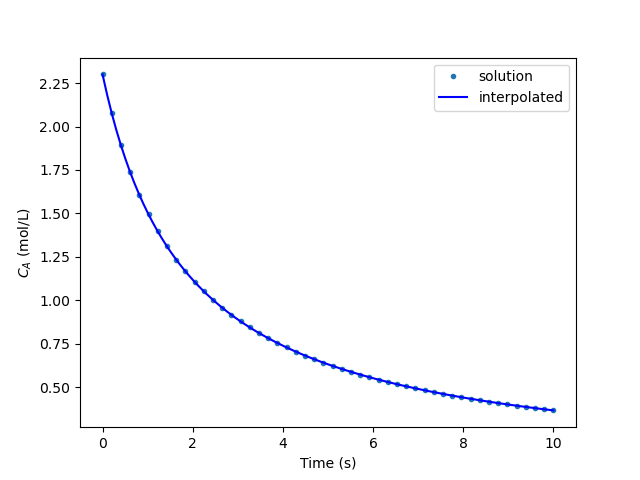 solution
interpolated
2.25
2.00
1.75
1.50
1.25
1.00
0.75
0.50
C_A (mol/L)
0 2 4 6 8 10
Time (s)